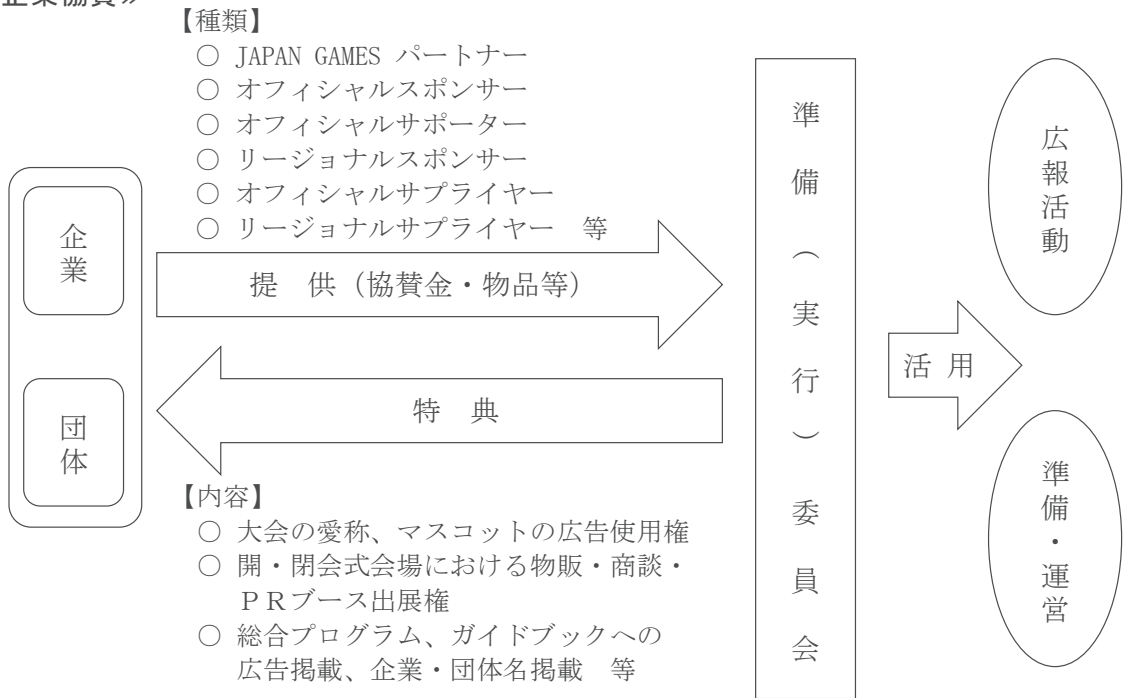 企業協賛≫
【種類】
○ JAPAN GAMES パートナー
○ オフィシャルスポンサー
○ オフィシャルサポーター
○ リージョナルスポンサー
○ オフィシャルサプライヤー
○ リージョナルサプライヤー　等
企業
団体
提　供（協賛金・物品等）
特　典
【内容】
○ 大会の愛称、マスコットの広告使用権
○ 開・閉会式会場における物販・商談・
ＰＲブース出展権
○ 総合プログラム、ガイドブックへの
広告掲載、企業・団体名掲載　等
準備（実行）委員会
活 用
広報活動
準備・運営